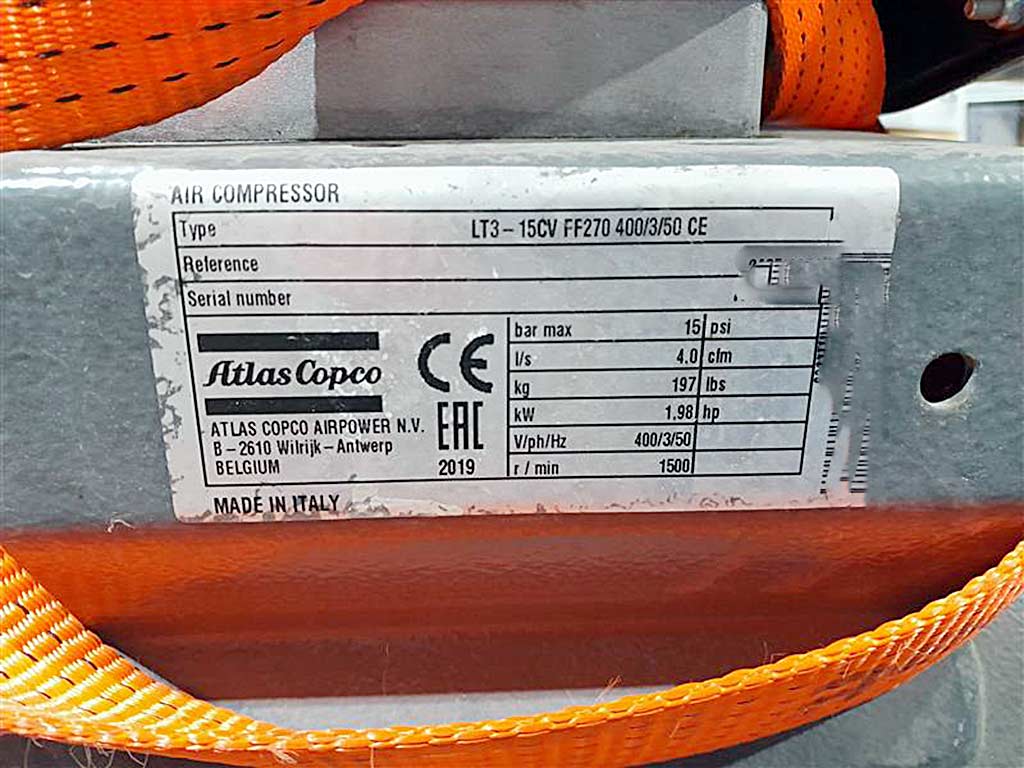 AIR COMPRESSOR
Type LT3-15CV FF270 400/3/50 CE
Reference
Serial number
bar max 15 psi
l/s 4.0 cfm
kg 197 lbs
kW 1,98 hp
V/ph/Hz 400/3/50
r / min 1500
Atlas Copco
CE
EAC
ATLAS COPCO AIRPOWER N.V.
B-2610 Wilrijk-Antwerp
BELGIUM
2019
MADE IN ITALY